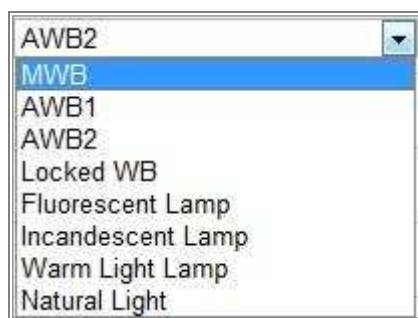 AWB2
MWB
AWB1
AWB2
Locked WB
Fluorescent Lamp
Incandescent Lamp
Warm Light Lamp
Natural Light